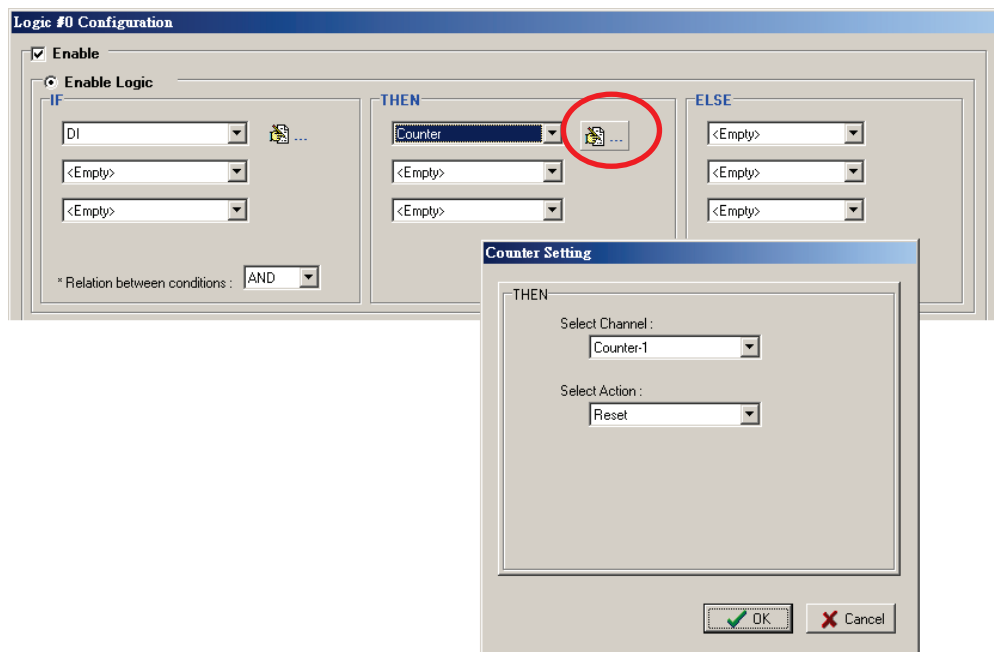 Logic #0 Configuration
Enable
Enable Logic
IF
THEN
ELSE
DI
...
Counter
...
<Empty>
<Empty>
<Empty>
<Empty>
<Empty>
<Empty>
<Empty>
* Relation between conditions :
AND
Counter Setting
THEN
Select Channel :
Counter-1
Select Action :
Reset
OK
Cancel